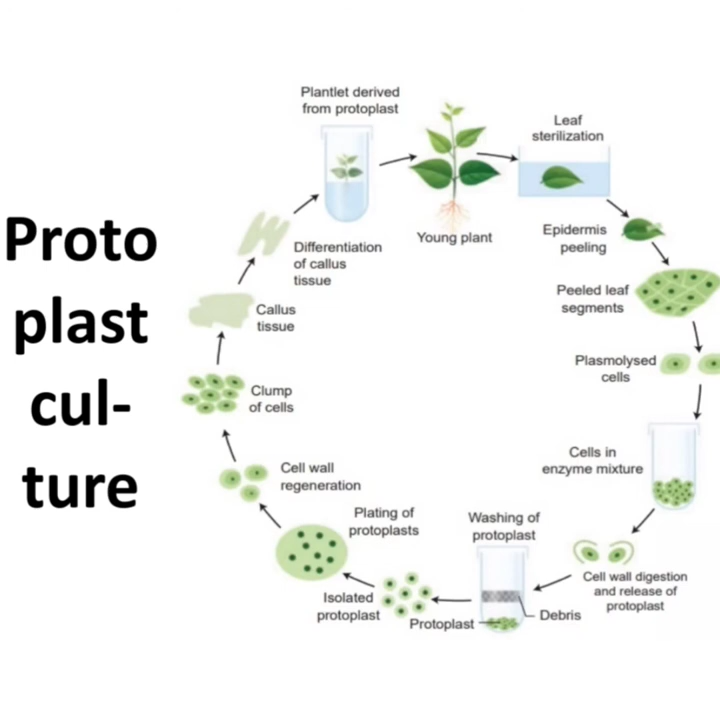 Proto
plast
cul-
ture
Plantlet derived
from protoplast
Young plant
Leaf
sterilization
Epidermis
peeling
Peeled leaf
segments
Plasmolysed
cells
Cells in
enzyme mixture
Cell wall digestion
and release of
protoplast
Washing of
protoplast
Debris
Protoplast
Isolated
protoplast
Plating of
protoplasts
Cell wall
regeneration
Clump
of cells
Callus
tissue
Differentiation
of callus
tissue